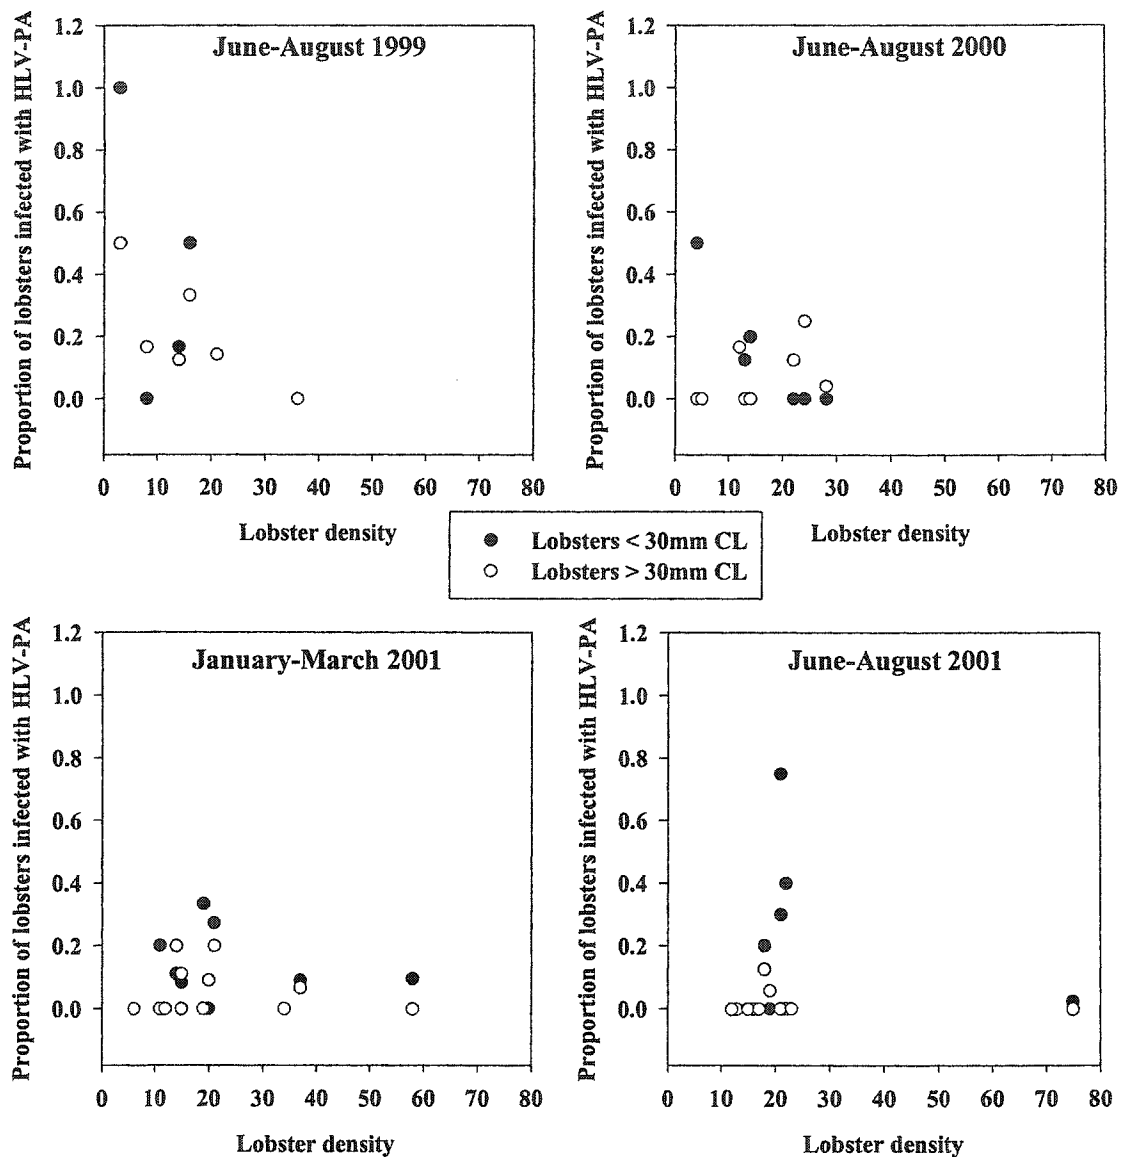 June-August 1999
Proportion of lobsters infected with HLV-PA
1.2
1.0
0.8
0.6
0.4
0.2
0.0
0 10 20 30 40 50 60 70 80
Lobster density
June-August 2000
Proportion of lobsters infected with HLV-PA
1.2
1.0
0.8
0.6
0.4
0.2
0.0
0 10 20 30 40 50 60 70 80
Lobster density
Lobsters < 30mm CL
Lobsters > 30mm CL
January-March 2001
Proportion of lobsters infected with HLV-PA
1.2
1.0
0.8
0.6
0.4
0.2
0.0
0 10 20 30 40 50 60 70 80
Lobster density
June-August 2001
Proportion of lobsters infected with HLV-PA
1.2
1.0
0.8
0.6
0.4
0.2
0.0
0 10 20 30 40 50 60 70 80
Lobster density